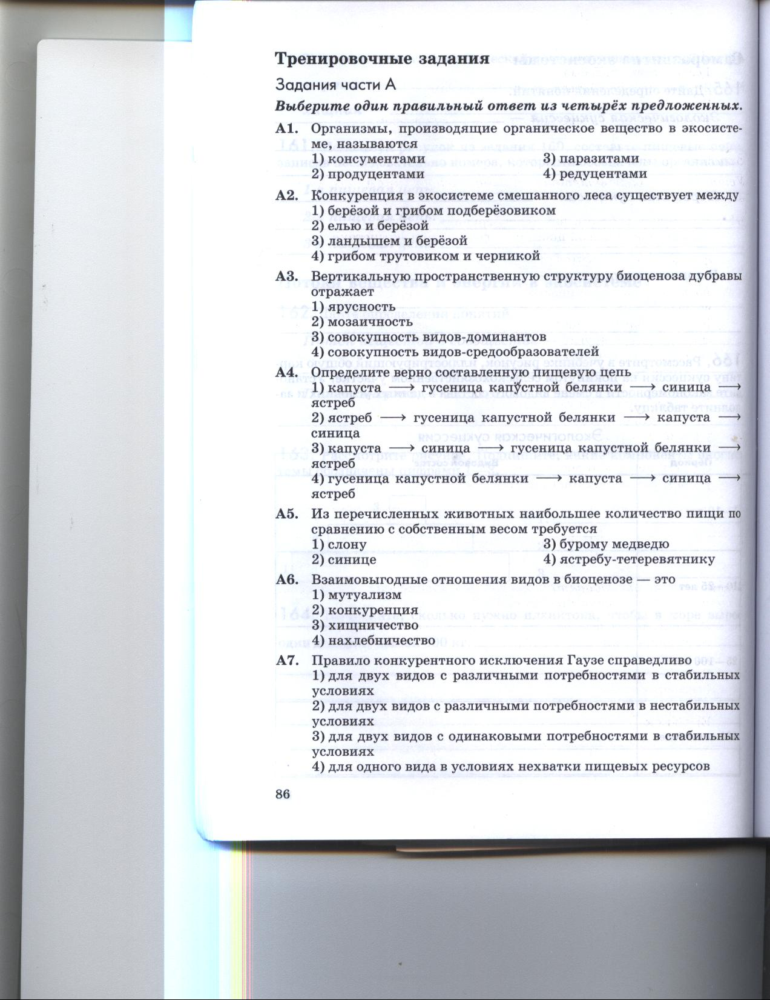 Тренировочные задания
Задания части А
Выберите один правильный ответ из четырёх предложенных.
А1. Организмы, производящие органическое вещество в экосисте-
ме, называются
1) консументами 3) паразитами
2) продуцентами 4) редуцентами
А2. Конкуренция в экосистеме смешанного леса существует между
1) берёзой и грибом подберёзовиком
2) елью и берёзой
3) ландышем и берёзой
4) грибом трутовиком и черникой
А3. Вертикальную пространственную структуру биоценоза дубравы
отражает
1) ярусность
2) мозаичность
3) совокупность видов-доминантов
4) совокупность видов-средообразователей
А4. Определите верно составленную пищевую цепь
1) капуста ⟶ гусеница капустной белянки ⟶ синица ⟶
ястреб
2) ястреб ⟶ гусеница капустной белянки ⟶ капуста ⟶
синица
3) капуста ⟶ синица ⟶ гусеница капустной белянки ⟶
ястреб
4) гусеница капустной белянки ⟶ капуста ⟶ синица ⟶
ястреб
А5. Из перечисленных животных наибольшее количество пищи по
сравнению с собственным весом требуется
1) слону 3) бурому медведю
2) синице 4) ястребу-тетеревятнику
А6. Взаимовыгодные отношения видов в биоценозе — это
1) мутуализм
2) конкуренция
3) хищничество
4) нахлебничество
А7. Правило конкурентного исключения Гаузе справедливо
1) для двух видов с различными потребностями в стабильных
условиях
2) для двух видов с различными потребностями в нестабильных
условиях
3) для двух видов с одинаковыми потребностями в стабильных
условиях
4) для одного вида в условиях нехватки пищевых ресурсов
86